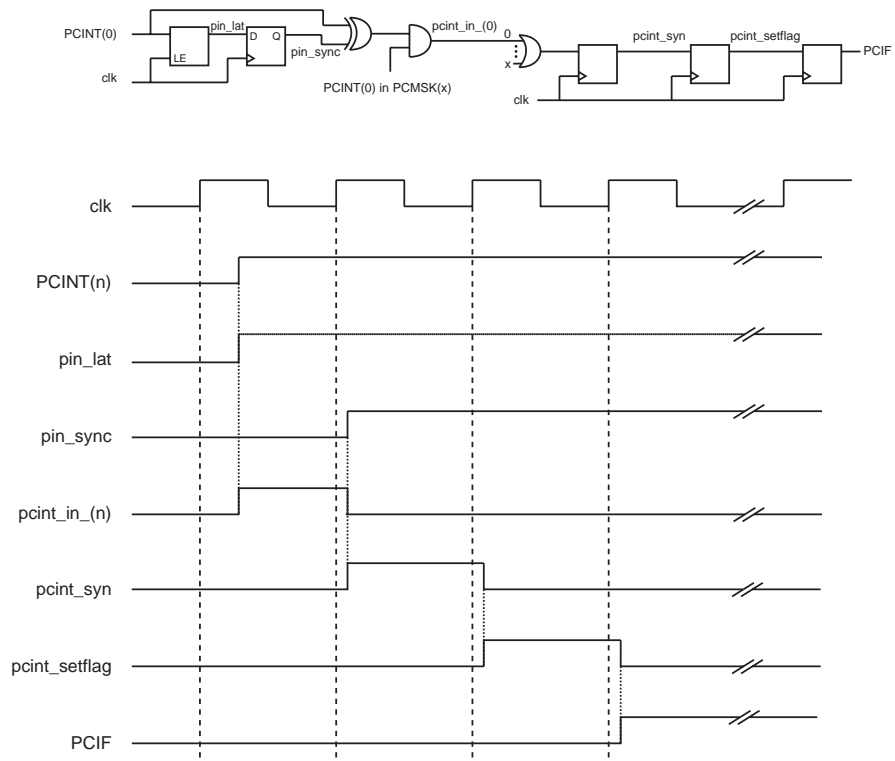 PCINT(0)
pin_lat
D Q
LE
pin_sync
clk
pcint_in_(0)
PCINT(0) in PCMSK(x)
0
x
pcint_syn
pcint_setflag
PCIF
clk
clk
PCINT(n)
pin_lat
pin_sync
pcint_in_(n)
pcint_syn
pcint_setflag
PCIF